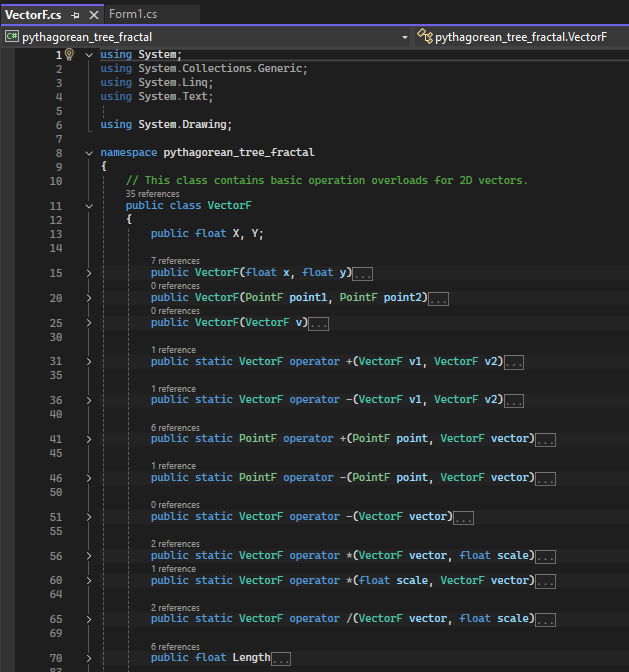 VectorF.cs
Form1.cs
C# pythagorean_tree_fractal
pythagorean_tree_fractal.VectorF
1 using System;
2 using System.Collections.Generic;
3 using System.Linq;
4 using System.Text;
5
6 using System.Drawing;
7
8 namespace pythagorean_tree_fractal
9 {
10 // This class contains basic operation overloads for 2D vectors.
35 references
11 public class VectorF
12 {
13 public float X, Y;
14
7 references
15 public VectorF(float x, float y)...
0 references
20 public VectorF(PointF point1, PointF point2)...
0 references
25 public VectorF(VectorF v)...
30
1 reference
31 public static VectorF operator +(VectorF v1, VectorF v2)...
35
1 reference
36 public static VectorF operator -(VectorF v1, VectorF v2)...
40
6 references
41 public static PointF operator +(PointF point, VectorF vector)...
45
1 reference
46 public static PointF operator -(PointF point, VectorF vector)...
50
0 references
51 public static VectorF operator -(VectorF vector)...
55
2 references
56 public static VectorF operator *(VectorF vector, float scale)...
1 reference
60 public static VectorF operator *(float scale, VectorF vector)...
64
2 references
65 public static VectorF operator /(VectorF vector, float scale)...
69
6 references
70 public float Length...